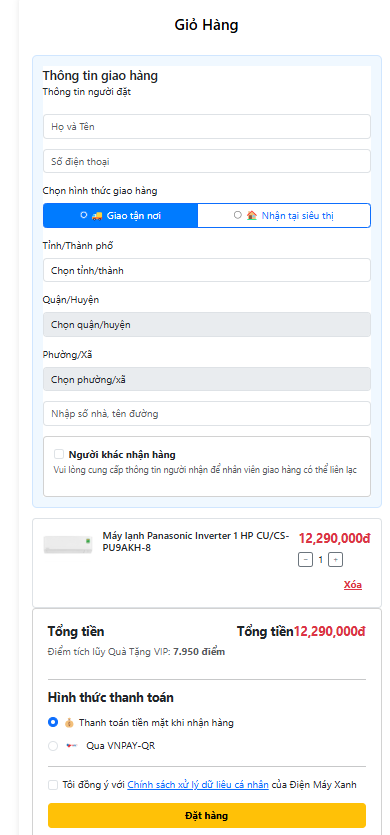 Giỏ Hàng
Thông tin giao hàng
Thông tin người đặt
Họ và Tên
Số điện thoại
Chọn hình thức giao hàng
Giao tận nơi
Nhận tại siêu thị
Tỉnh/Thành phố
Chọn tỉnh/thành
Quận/Huyện
Chọn quận/huyện
Phường/Xã
Chọn phường/xã
Nhập số nhà, tên đường
Người khác nhận hàng
Vui lòng cung cấp thông tin người nhận để nhân viên giao hàng có thể liên lạc
Máy lạnh Panasonic Inverter 1 HP CU/CS-
PU9AKH-8
12,290,000đ
− 1 +
Xóa
Tổng tiền
Tổng tiền12,290,000đ
Điểm tích lũy Quà Tặng VIP: 7.950 điểm
Hình thức thanh toán
Thanh toán tiền mặt khi nhận hàng
Qua VNPAY-QR
Tôi đồng ý với Chính sách xử lý dữ liệu cá nhân của Điện Máy Xanh
Đặt hàng